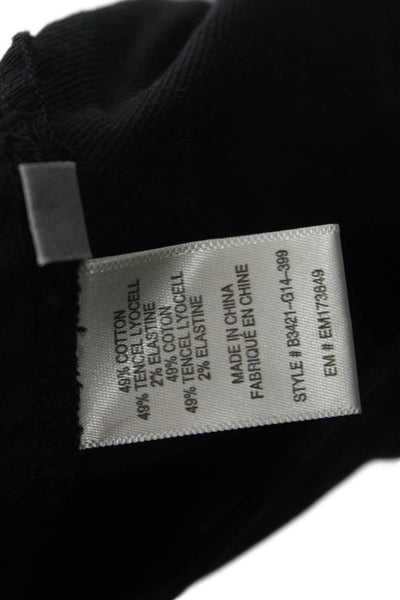 49% COTTON
49% TENCEL LYOCELL
2% ELASTINE
49% COTON
49% TENCEL LYOCELL
2% ELASTINE
MADE IN CHINA
FABRIQUÉ EN CHINE
STYLE # B3421-G14-399
EM # EM173849